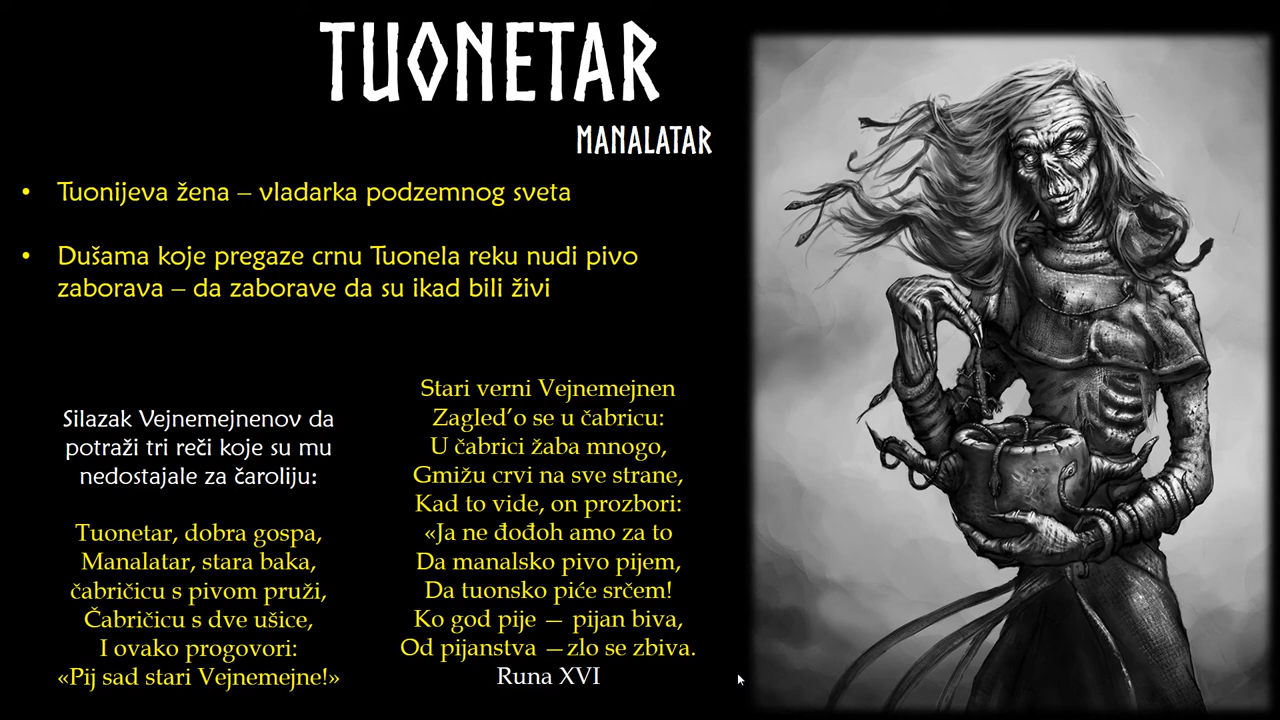 TUONETAR
MANALATAR
• Tuonijeva žena – vladarka podzemnog sveta
• Dušama koje pregaze crnu Tuonela reku nudi pivo
zaborava – da zaborave da su ikad bili živi
Silazak Vejnemejnenov da
potraži tri reči koje su mu
nedostajale za čaroliju:
Tuonetar, dobra gospa,
Manalatar, stara baka,
čabričicu s pivom pruži,
Čabričicu s dve ušice,
I ovako progovori:
«Pij sad stari Vejnemejne!»
Stari verni Vejnemejnen
Zagled’o se u čabricu:
U čabrici žaba mnogo,
Gmižu crvi na sve strane,
Kad to vide, on prozbori:
«Ja ne đođoh amo za to
Da manalsko pivo pijem,
Da tuonsko piće srčem!
Ko god pije — pijan biva,
Od pijanstva —zlo se zbiva.
Runa XVI